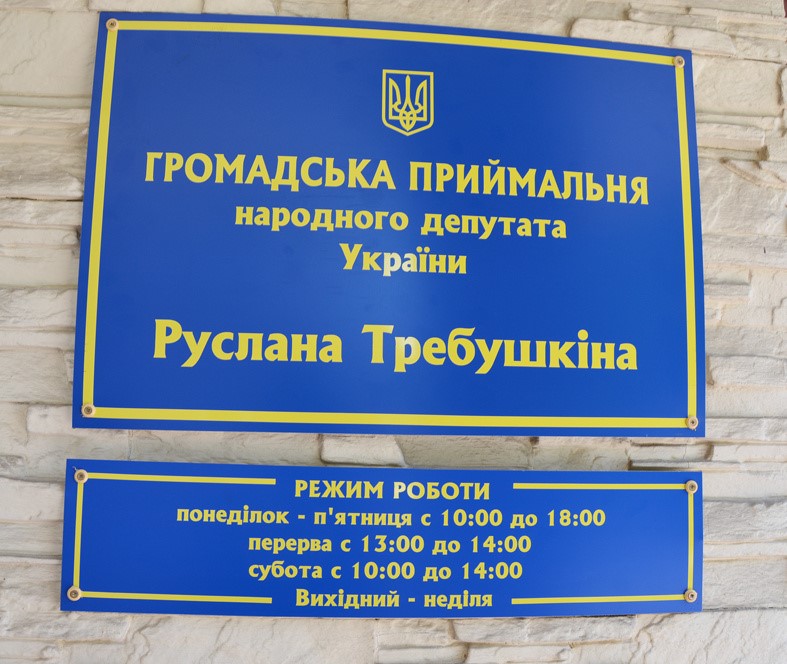 ГРОМАДСЬКА ПРИЙМАЛЬНЯ
народного депутата
України
Руслана Требушкіна
РЕЖИМ РОБОТИ
понеділок - п'ятниця с 10:00 до 18:00
перерва с 13:00 до 14:00
субота с 10:00 до 14:00
Вихідний - неділя